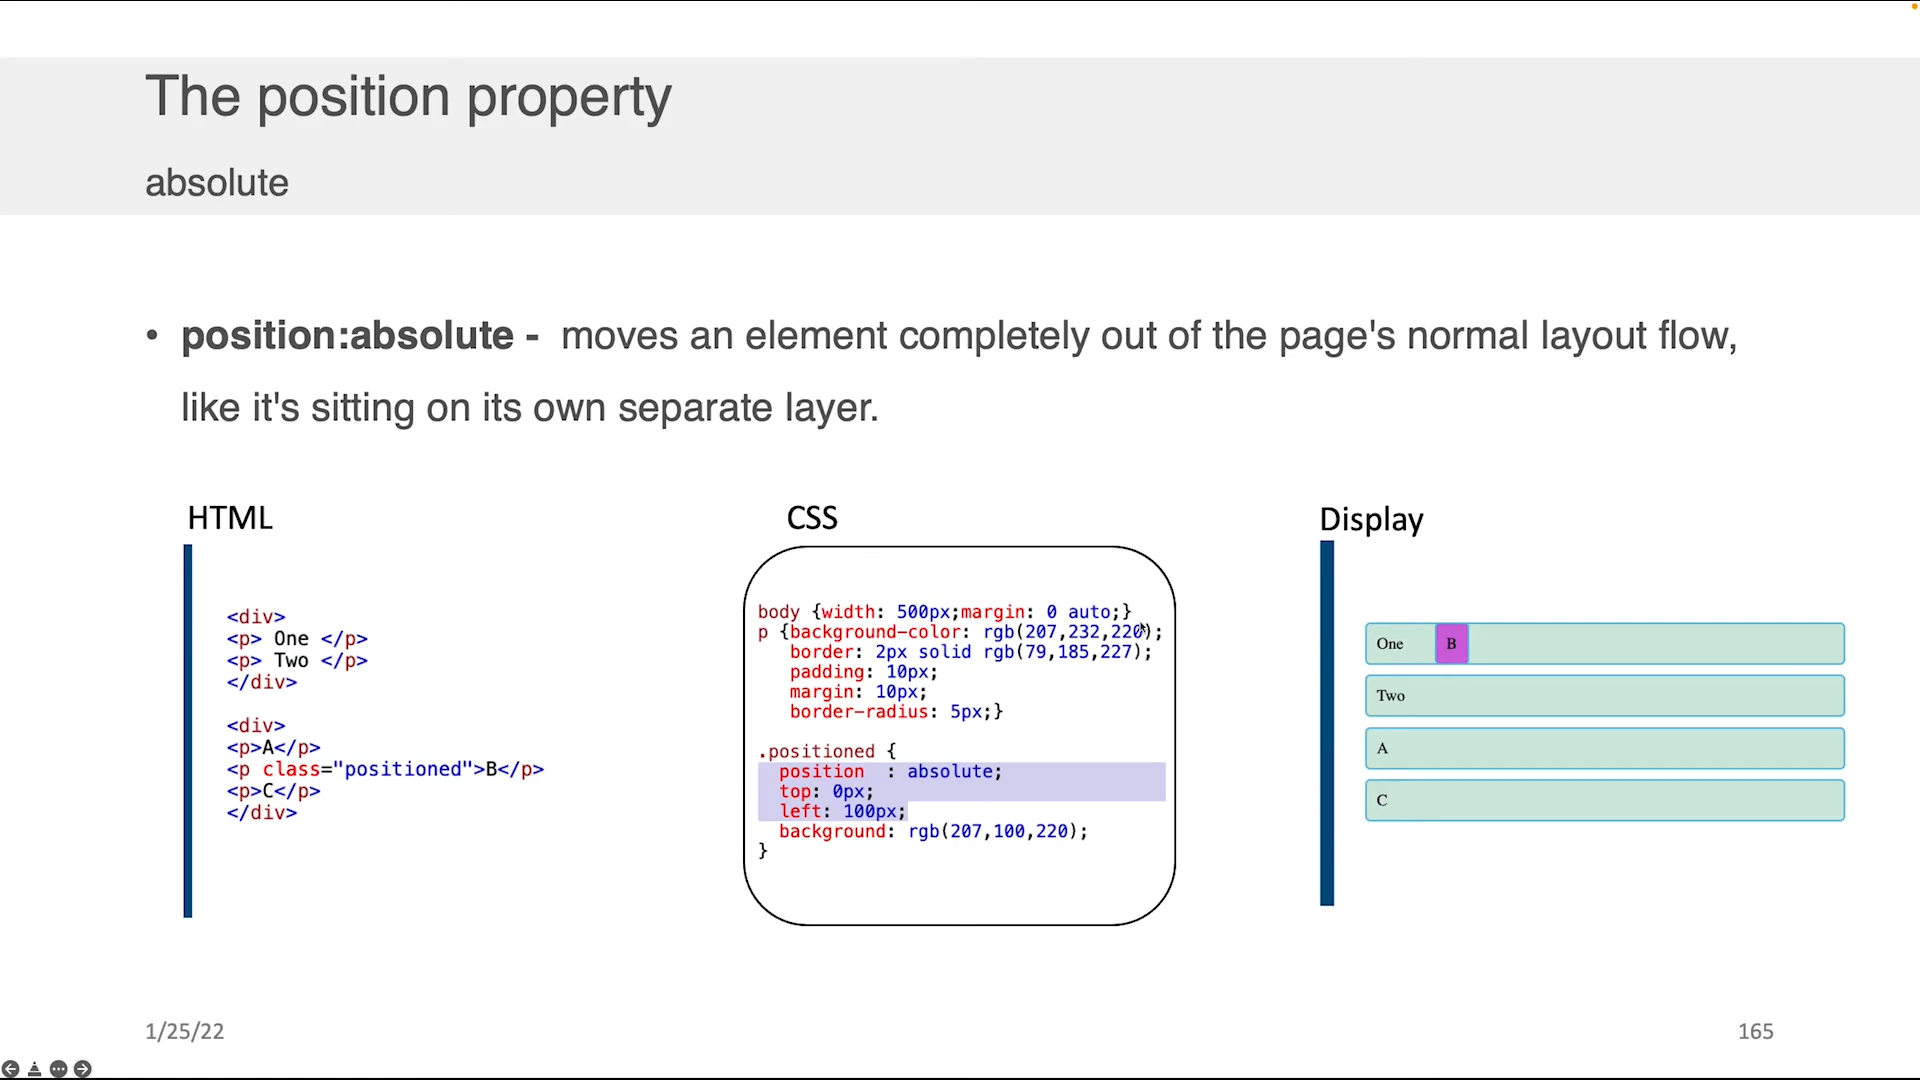 The position property
absolute
• position:absolute -  moves an element completely out of the page's normal layout flow,
like it's sitting on its own separate layer.
HTML
<div>
<p> One </p>
<p> Two </p>
</div>
<div>
<p>A</p>
<p class="positioned">B</p>
<p>C</p>
</div>
CSS
body {width: 500px;margin: 0 auto;}
p {background-color: rgb(207,232,220);
   border: 2px solid rgb(79,185,227);
   padding: 10px;
   margin: 10px;
   border-radius: 5px;}
.positioned {
  position  : absolute;
  top: 0px;
  left: 100px;
  background: rgb(207,100,220);
}
Display
One B
Two
A
C
1/25/22
165